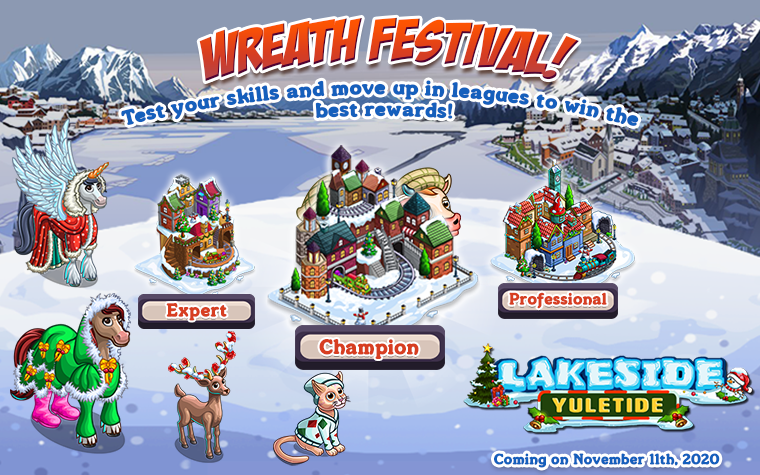 WREATH FESTIVAL!
Test your skills and move up in leagues to win the
best rewards!
Expert
Champion
Professional
LAKESIDE
YULETIDE
Coming on November 11th, 2020